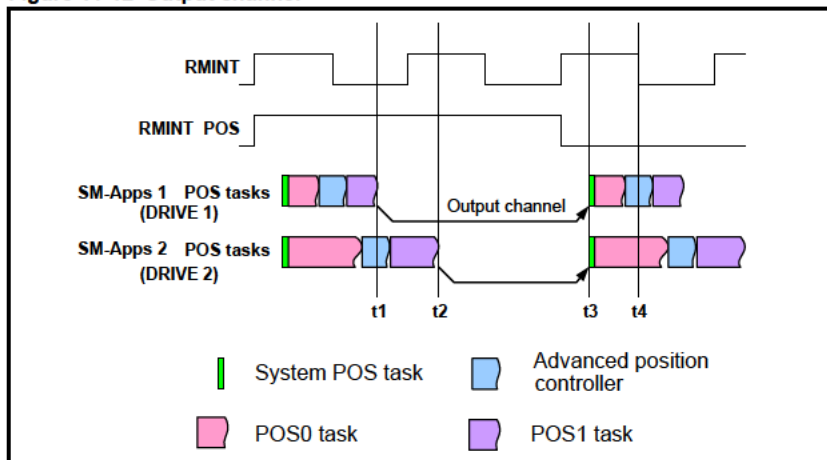 RMINT
RMINT POS
SM-Apps 1 POS tasks
(DRIVE 1)
Output channel
SM-Apps 2 POS tasks
(DRIVE 2)
t1 t2 t3 t4
System POS task
Advanced position
controller
POS0 task
POS1 task